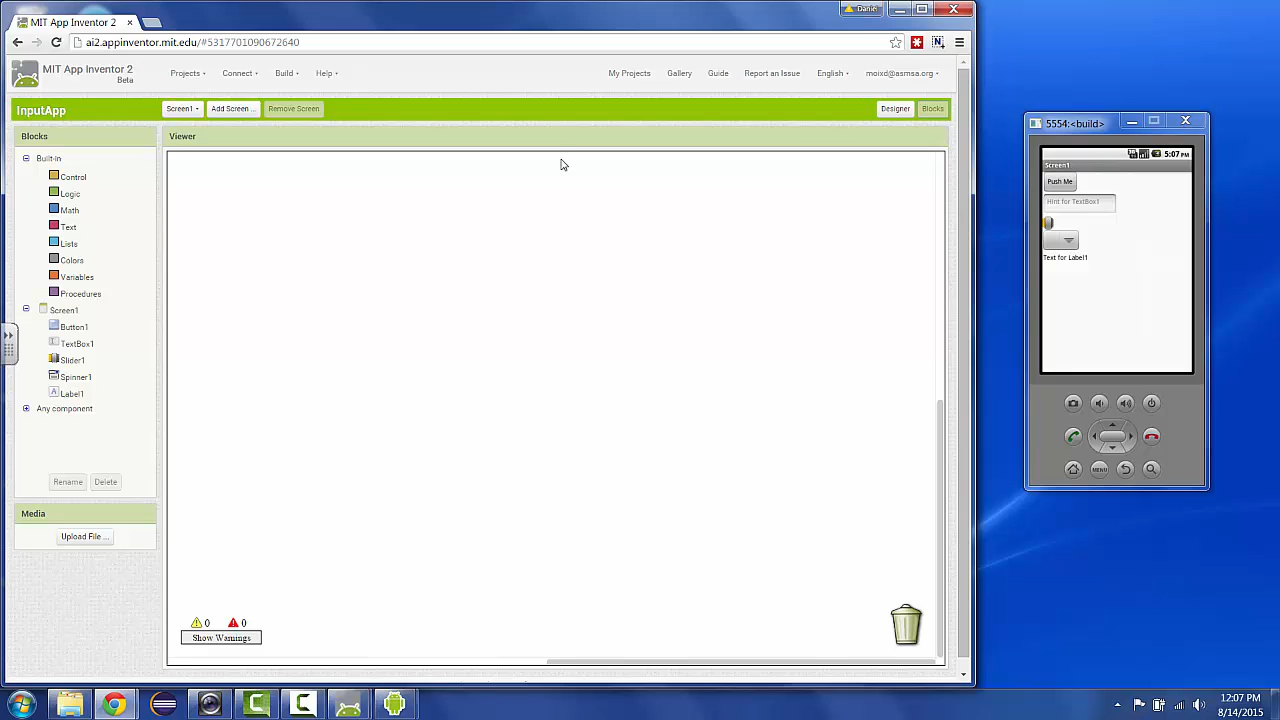 MIT App Inventor 2
Daniel
ai2.appinventor.mit.edu/#5317701090672640
MIT App Inventor 2
Beta
Projects Connect Build Help My Projects Gallery Guide Report an Issue English moixd@asmsa.org
InputApp Screen1 Add Screen ... Remove Screen Designer Blocks
Blocks
Built-in
Control
Logic
Math
Text
Lists
Colors
Variables
Procedures
Screen1
Button1
TextBox1
Slider1
Spinner1
Label1
Any component
Rename Delete
Media
Upload File ...
Viewer
0 0
Show Warnings
5554:<build>
5:07 PM
Screen1
Push Me
Hint for TextBox1
Text for Label1
MENU
12:07 PM
8/14/2015